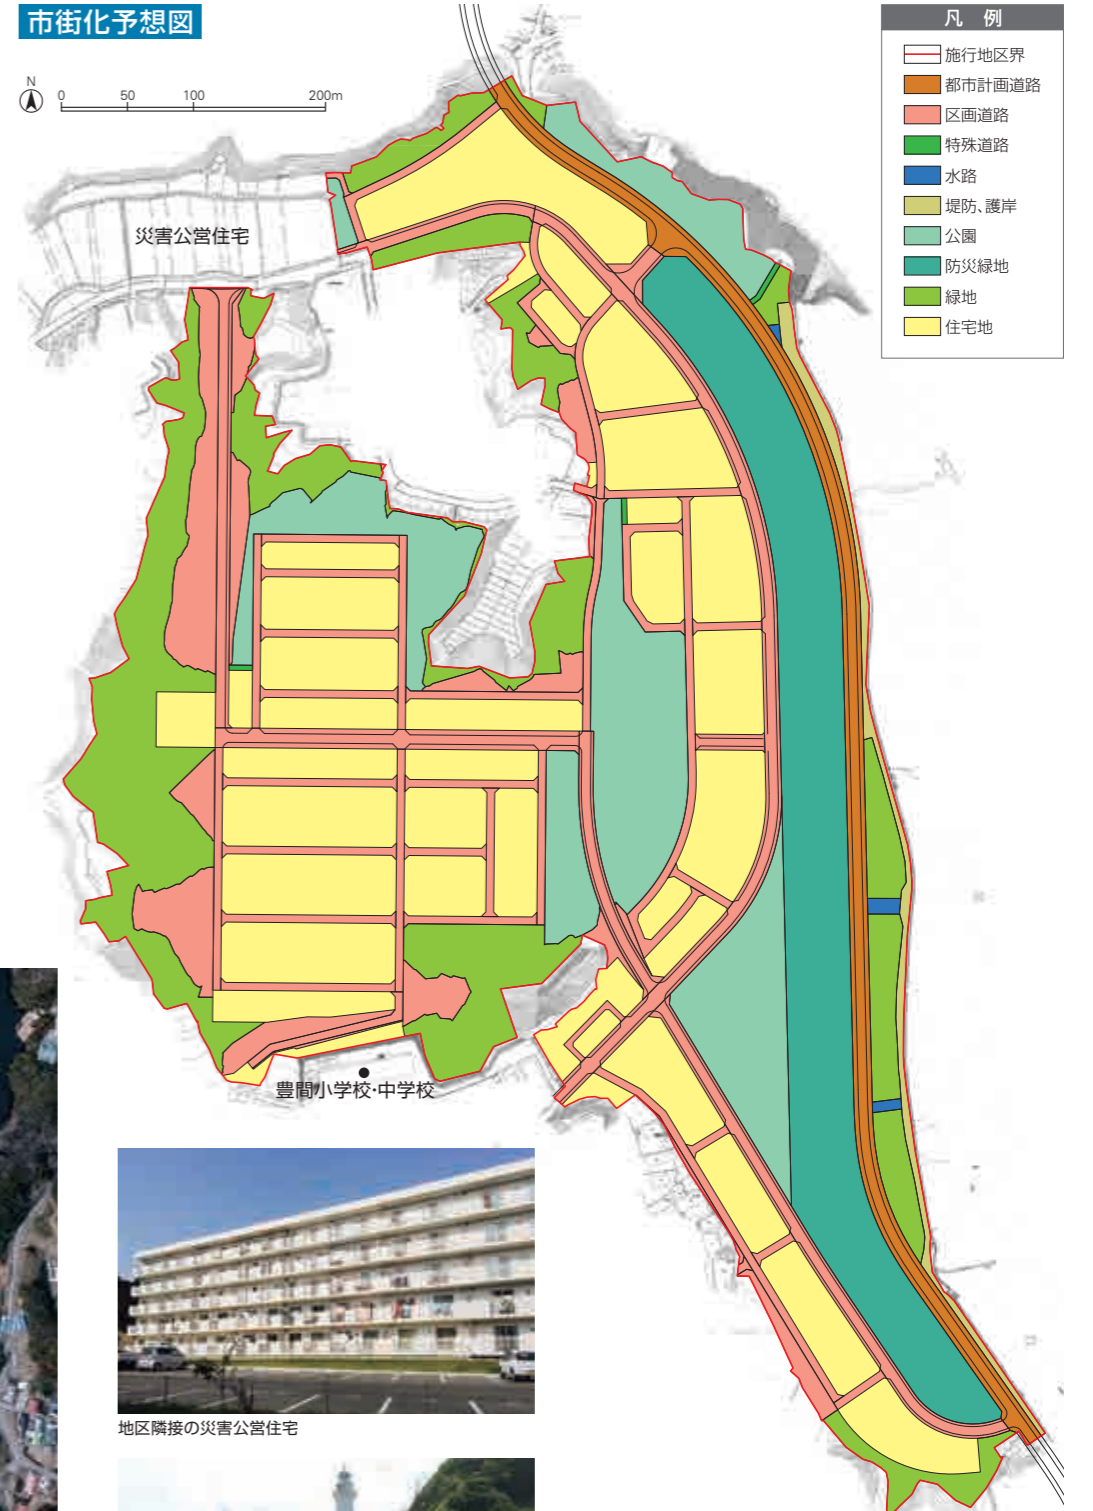 市街化予想図
N
0 50 100 200m
凡 例
施行地区界
都市計画道路
区画道路
特殊道路
水路
堤防、護岸
公園
防災緑地
緑地
住宅地
災害公営住宅
豊間小学校・中学校
地区隣接の災害公営住宅